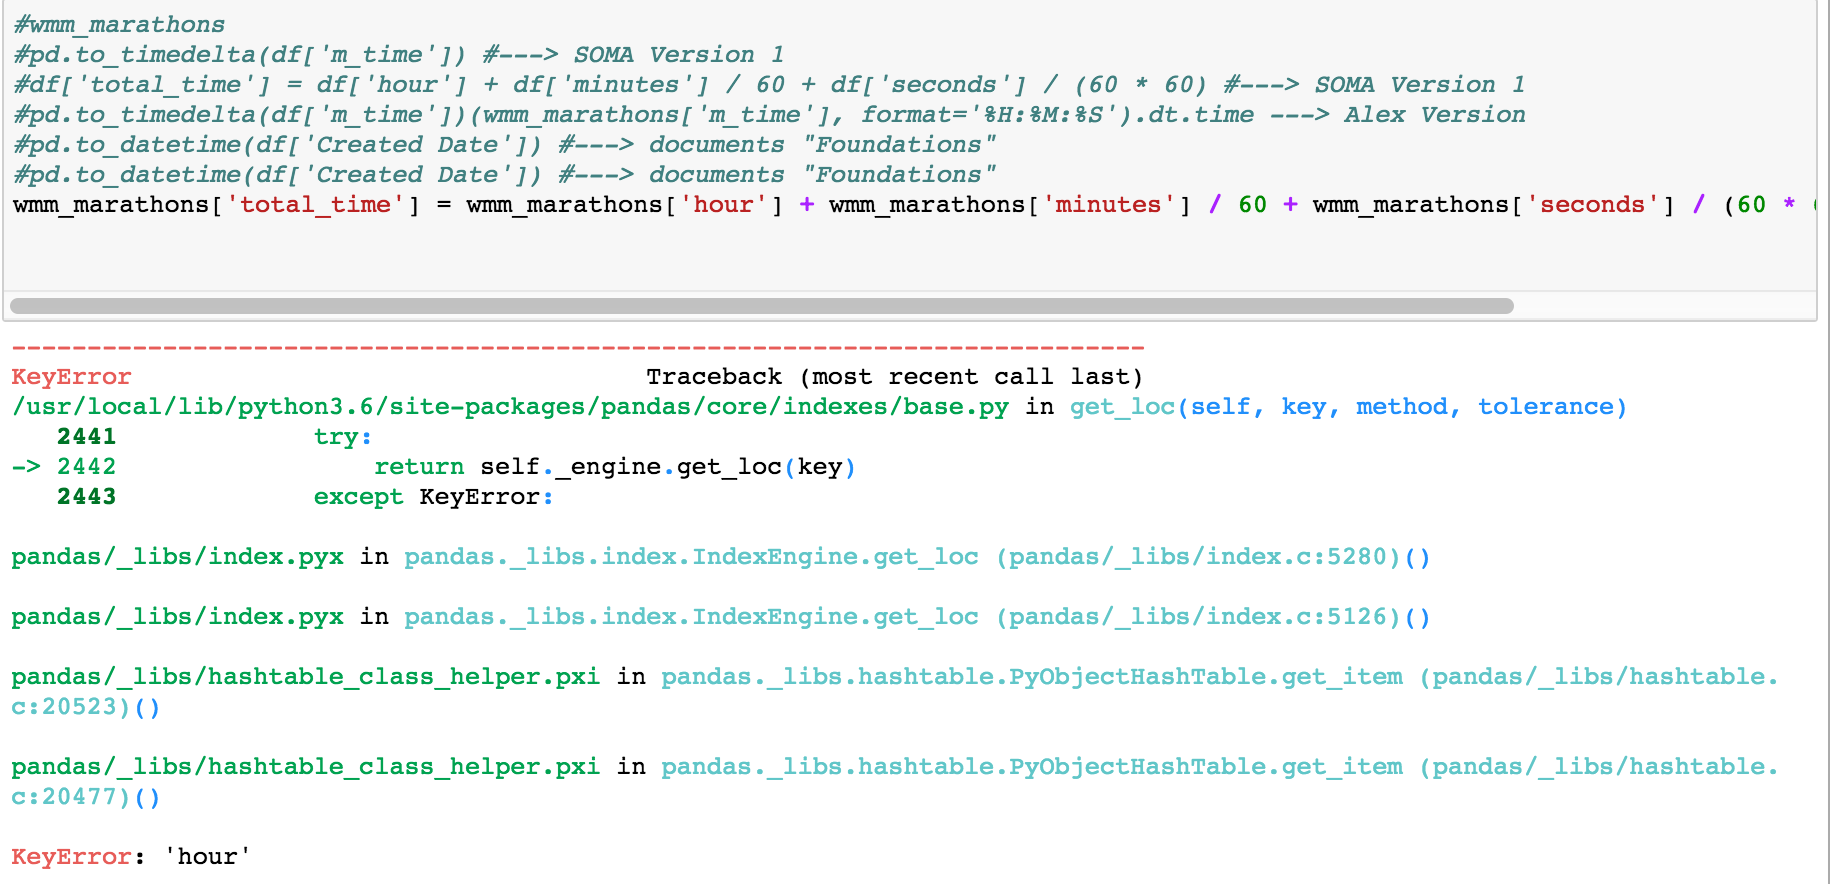 #wmm_marathons
#pd.to_timedelta(df['m_time']) #---> SOMA Version 1
#df['total_time'] = df['hour'] + df['minutes'] / 60 + df['seconds'] / (60 * 60) #---> SOMA Version 1
#pd.to_timedelta(df['m_time'])(wmm_marathons['m_time'], format='%H:%M:%S').dt.time ---> Alex Version
#pd.to_datetime(df['Created Date']) #---> documents "Foundations"
#pd.to_datetime(df['Created Date']) #---> documents "Foundations"
wmm_marathons['total_time'] = wmm_marathons['hour'] + wmm_marathons['minutes'] / 60 + wmm_marathons['seconds'] / (60 *
---------------------------------------------------------------------------
KeyError                                  Traceback (most recent call last)
/usr/local/lib/python3.6/site-packages/pandas/core/indexes/base.py in get_loc(self, key, method, tolerance)
   2441             try:
-> 2442                 return self._engine.get_loc(key)
   2443             except KeyError:
pandas/_libs/index.pyx in pandas._libs.index.IndexEngine.get_loc (pandas/_libs/index.c:5280)()
pandas/_libs/index.pyx in pandas._libs.index.IndexEngine.get_loc (pandas/_libs/index.c:5126)()
pandas/_libs/hashtable_class_helper.pxi in pandas._libs.hashtable.PyObjectHashTable.get_item (pandas/_libs/hashtable.
c:20523)()
pandas/_libs/hashtable_class_helper.pxi in pandas._libs.hashtable.PyObjectHashTable.get_item (pandas/_libs/hashtable.
c:20477)()
KeyError: 'hour'